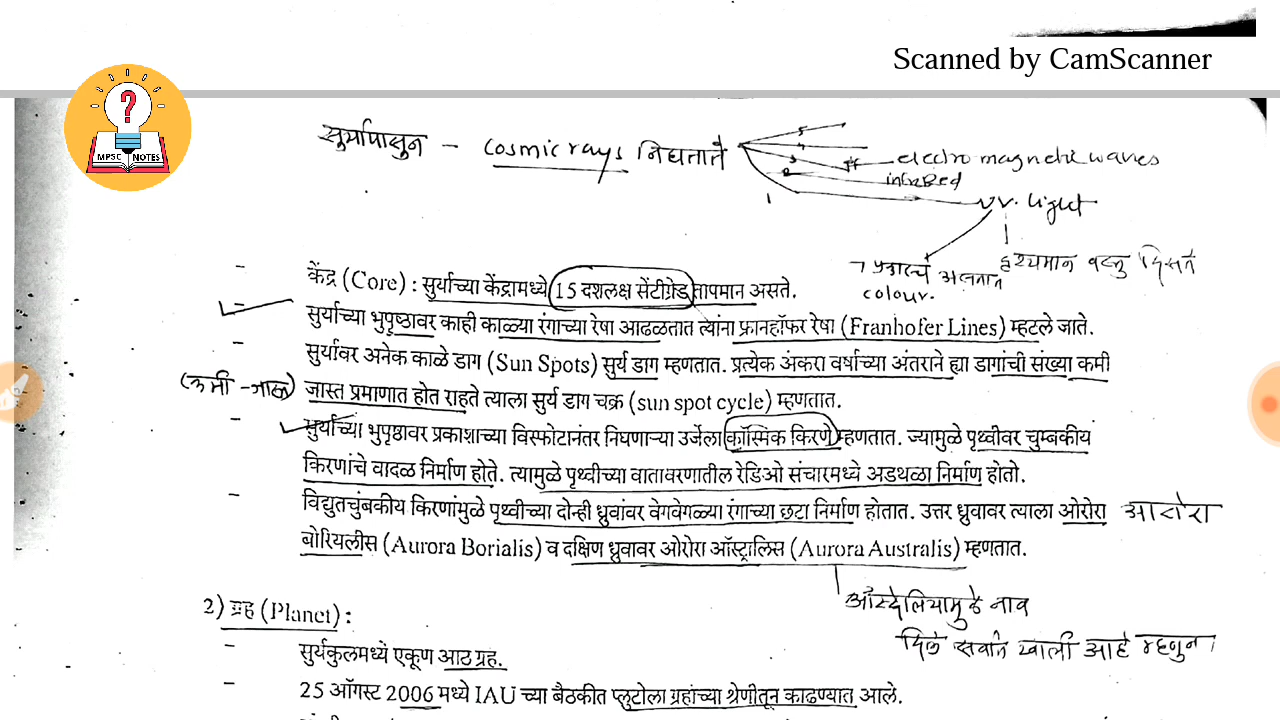 Scanned by CamScanner
?
MPSC NOTES
सुर्यापासुन - cosmic rays निघतात
electro magnetic waves
infraRed
1
U.V. light
7 प्रकारचे असतात
दृश्यमान वस्तु दिसते
colour.
- केंद्र (Core) : सुर्याच्या केंद्रामध्ये 15 दशलक्ष सेंटीग्रेड तापमान असते.
- सुर्याच्या भुपृष्ठावर काही काळ्या रंगाच्या रेषा आढळतात त्यांना फ्रानहॉफर रेषा (Franhofer Lines) म्हटले जाते.
- सुर्यावर अनेक काळे डाग (Sun Spots) सुर्य डाग म्हणतात. प्रत्येक अंकरा वर्षाच्या अंतराने ह्या डागांची संख्या कमी
(कमी - जास्त) जास्त प्रमाणात होत राहते त्याला सुर्य डाग चक्र (sun spot cycle) म्हणतात.
- सुर्याच्या भुपृष्ठावर प्रकाशाच्या विस्फोटानंतर निघणाऱ्या उर्जेला कॉस्मिक किरणे म्हणतात. ज्यामुळे पृथ्वीवर चुम्बकीय
किरणांचे वादळ निर्माण होते. त्यामुळे पृथ्वीच्या वातावरणातील रेडिओ संचारमध्ये अडथळा निर्माण होतो.
- विद्युतचुंबकीय किरणांमुळे पृथ्वीच्या दोन्ही ध्रुवांवर वेगवेगळ्या रंगाच्या छटा निर्माण होतात. उत्तर ध्रुवावर त्याला ओरोरा
बोरियलीस (Aurora Borialis) व दक्षिण ध्रुवावर ओरोरा ऑस्ट्रालिस (Aurora Australis) म्हणतात.
ऑस्ट्रेलियामुळे नाव
दिले सर्वात खाली आहे म्हणुन
2) ग्रह (Planet) :
- सुर्यकुलमध्ये एकूण आठ ग्रह.
- 25 ऑगस्ट 2006 मध्ये IAU च्या बैठकीत प्लुटोला ग्रहांच्या श्रेणीतून काढण्यात आले.